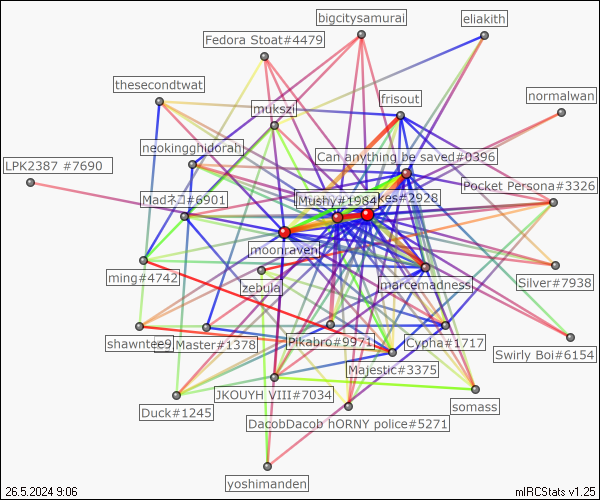 bigcitysamurai
eliakith
Fedora Stoat#4479
thesecondtwat
normalwan
frisout
mukszi
neokingghidorah
Can anything be saved#0396
LPK2387 #7690
Pocket Persona#3326
Madネコ#6901
Mushy#1984
kes#2928
moonraven
ming#4742
zebuia
marcemadness
Silver#7938
shawntee9
Master#1378
Pikabro#9971
Cypha#1717
Swirly Boi#6154
Majestic#3375
JKOUYH VIII#7034
somass
Duck#1245
DacobDacob hORNY police#5271
yoshimanden
26.5.2024 9:06
mIRCStats v1.25